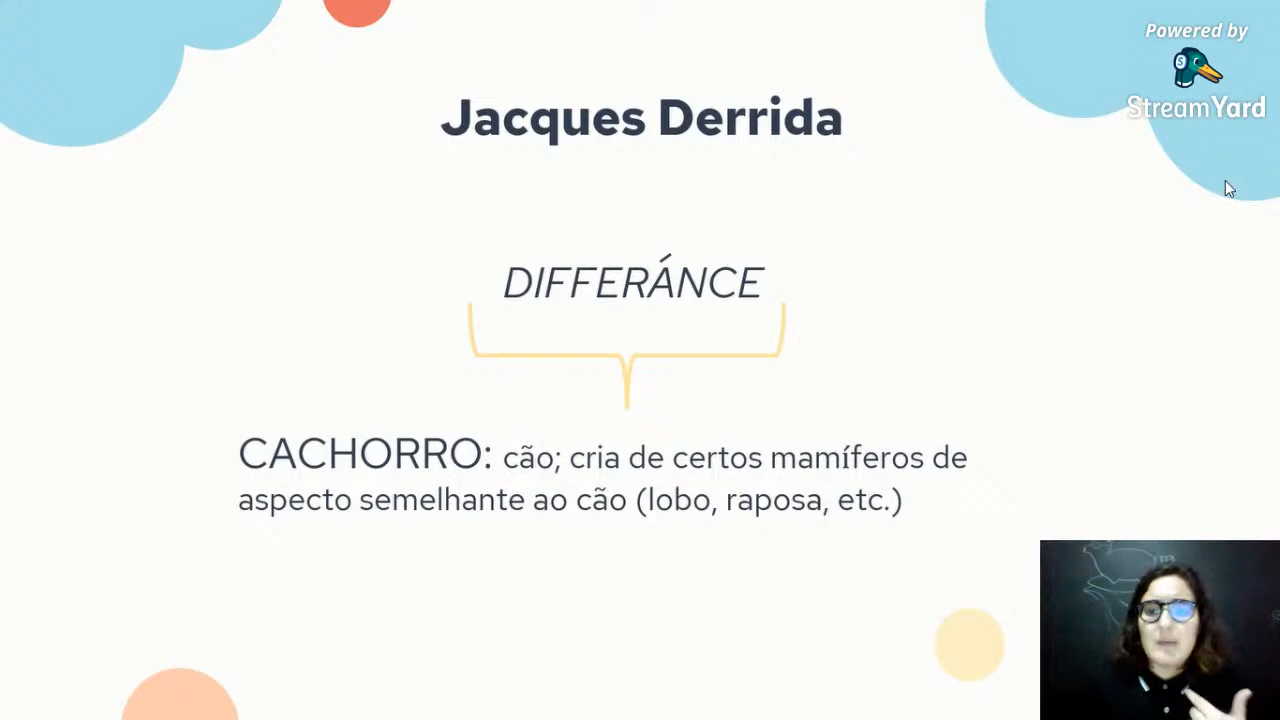 Powered by
StreamYard
Jacques Derrida
DIFFERÁNCE
CACHORRO: cão; cria de certos mamíferos de
aspecto semelhante ao cão (lobo, raposa, etc.)